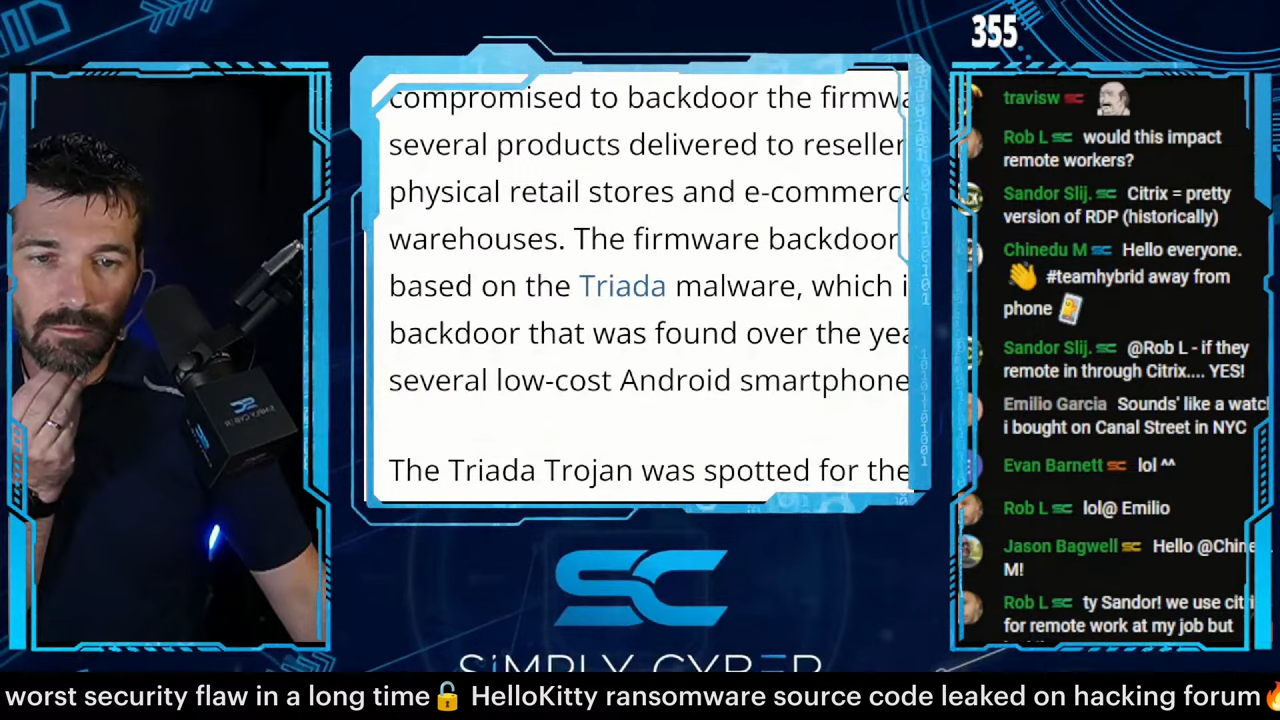 355
compromised to backdoor the firmwa
several products delivered to reseller
physical retail stores and e-commerce
warehouses. The firmware backdoor
based on the Triada malware, which i
backdoor that was found over the yea
several low-cost Android smartphone
The Triada Trojan was spotted for the
SC
SIMPLY CYBER
travisw
Rob L would this impact
remote workers?
Sandor Slij. Citrix = pretty
version of RDP (historically)
Chinedu M Hello everyone.
👋 #teamhybrid away from
phone
Sandor Slij. @Rob L - if they
remote in through Citrix.... YES!
Emilio Garcia Sounds' like a watch
i bought on Canal Street in NYC
Evan Barnett lol ^^
Rob L lol@ Emilio
Jason Bagwell Hello @Chine
M!
Rob L ty Sandor! we use citri
for remote work at my job but
worst security flaw in a long time🔓 HelloKitty ransomware source code leaked on hacking forum🔥